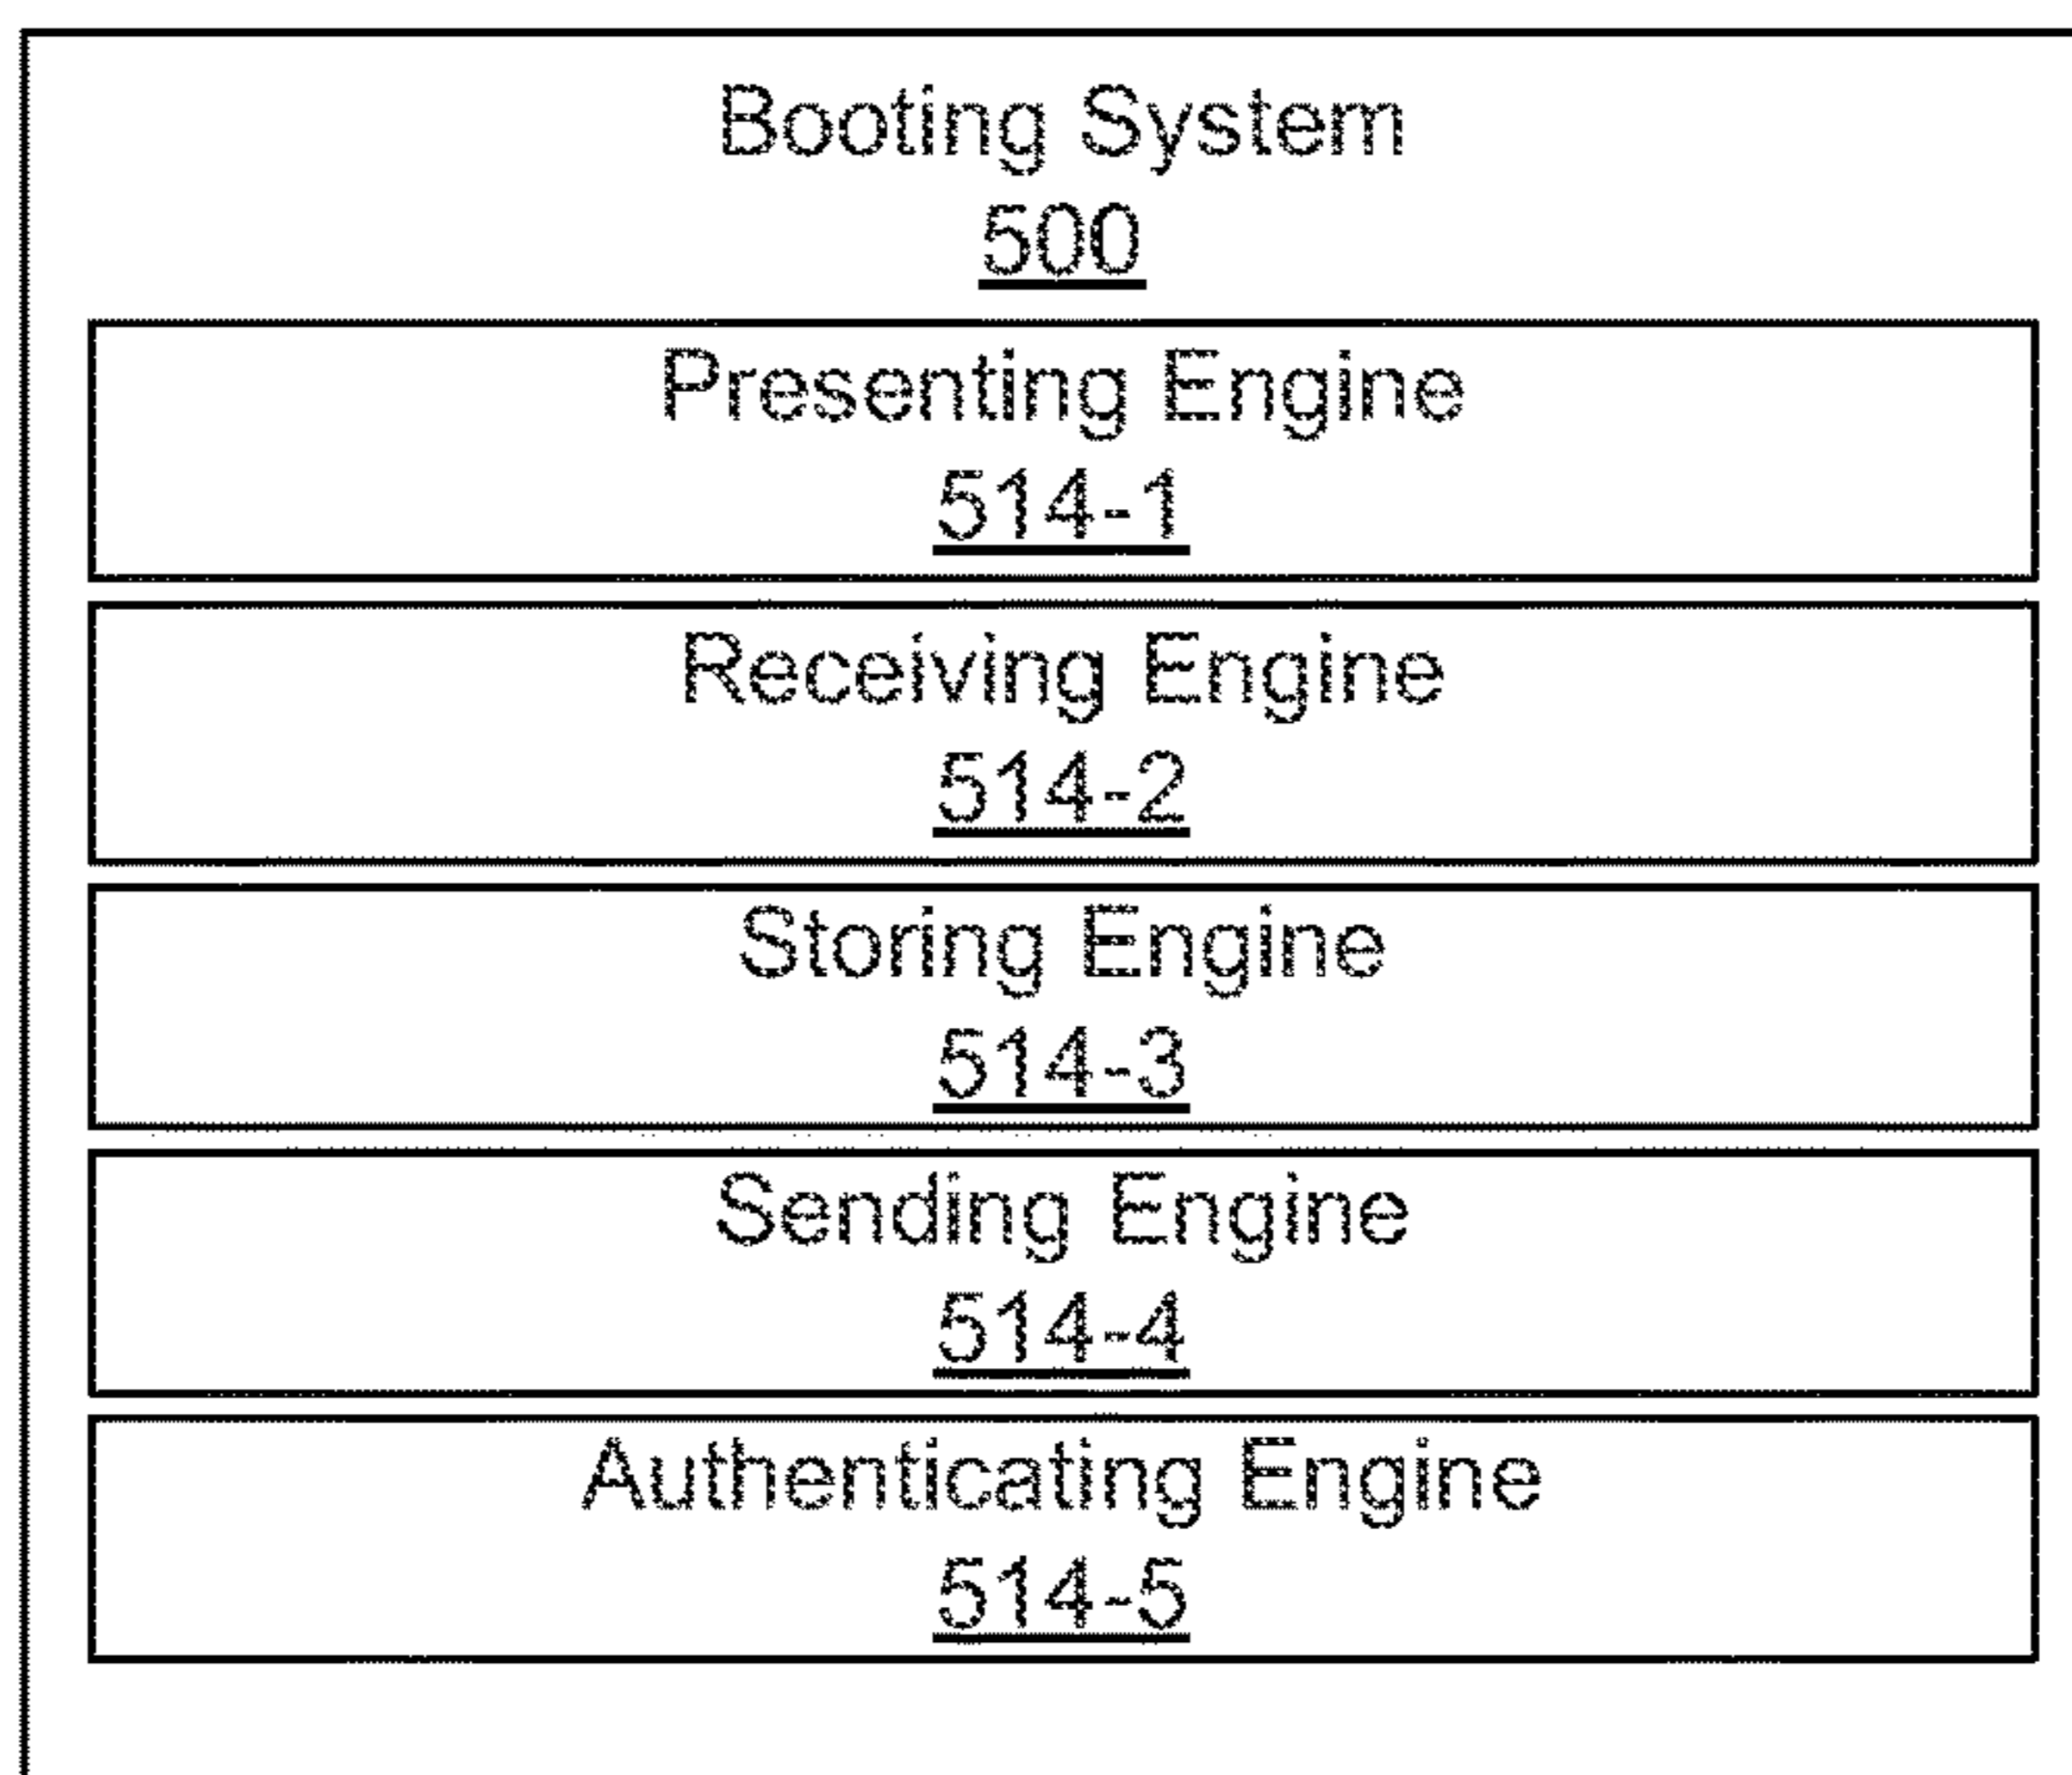 Booting System
500
Presenting Engine
514-1
Receiving Engine
514-2
Storing Engine
514-3
Sending Engine
514-4
Authenticating Engine
514-5